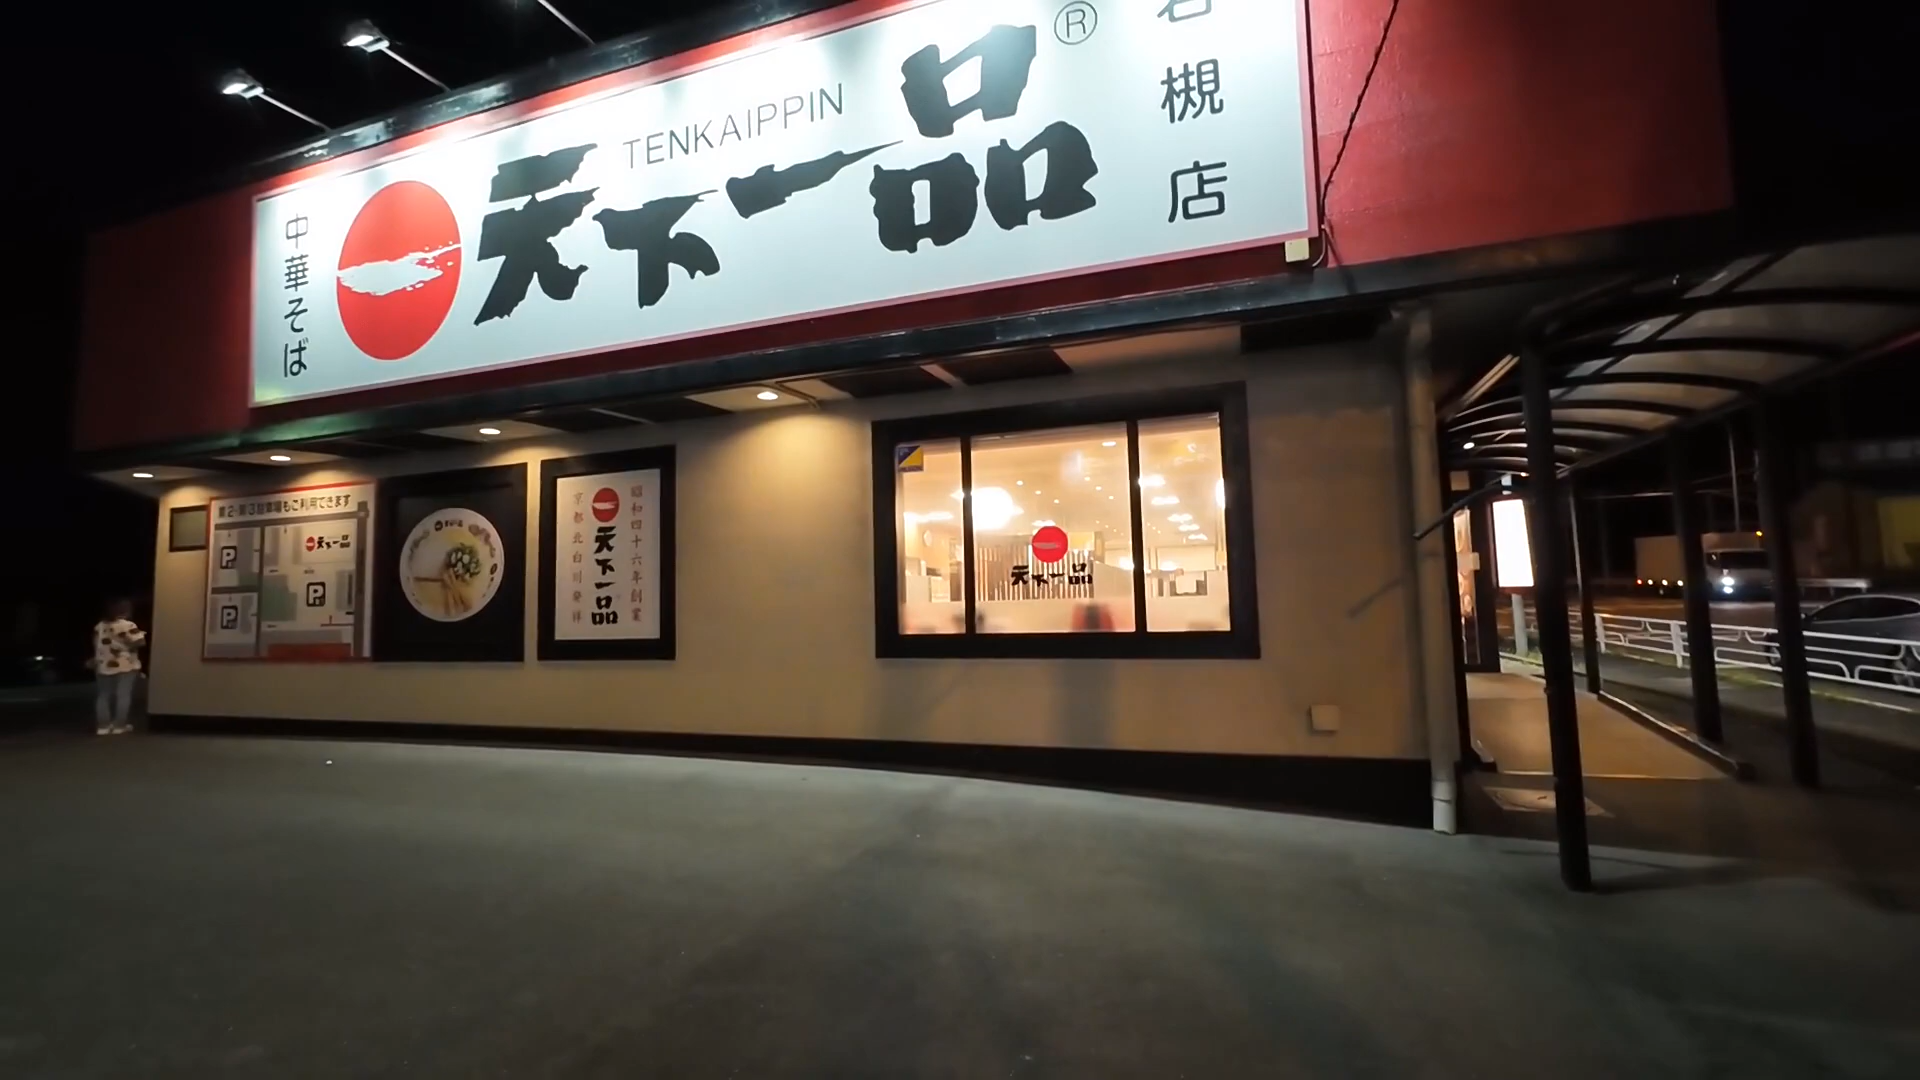 中華そば
TENKAIPPIN
天下一品
®
岩槻店
第2・第3駐車場もご利用できます
天下一品
P
P
P
昭和四十六年創業
天下一品
京都北白川発祥
天下一品